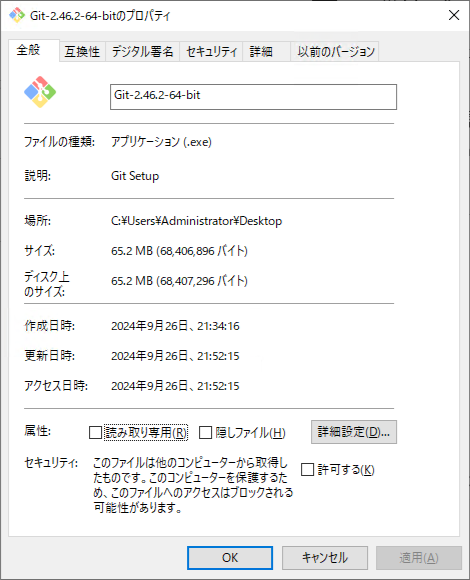 Git-2.46.2-64-bitのプロパティ
全般 互換性 デジタル署名 セキュリティ 詳細 以前のバージョン
Git-2.46.2-64-bit
ファイルの種類: アプリケーション (.exe)
説明: Git Setup
場所: C:¥Users¥Administrator¥Desktop
サイズ: 65.2 MB (68,406,896 バイト)
ディスク上
のサイズ: 65.2 MB (68,407,296 バイト)
作成日時: 2024年9月26日、21:34:16
更新日時: 2024年9月26日、21:52:15
アクセス日時: 2024年9月26日、21:52:15
属性: 読み取り専用(R) 隠しファイル(H) 詳細設定(D)...
セキュリティ: このファイルは他のコンピューターから取得し
たものです。このコンピューターを保護するた
め、このファイルへのアクセスはブロックされる
可能性があります。
許可する(K)
OK キャンセル 適用(A)